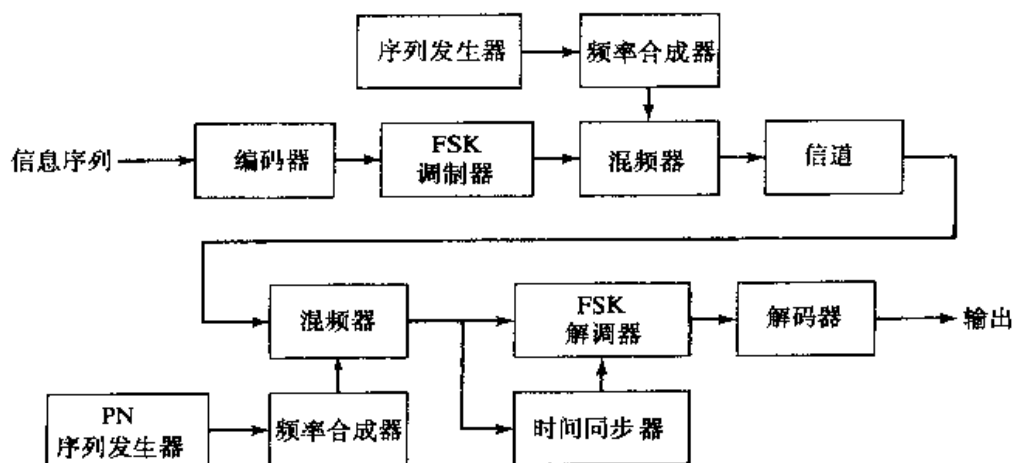 序列发生器
频率合成器
信息序列
编码器
FSK
调制器
混频器
信道
混频器
FSK
解调器
解码器
输出
PN
序列发生器
频率合成器
时间同步器